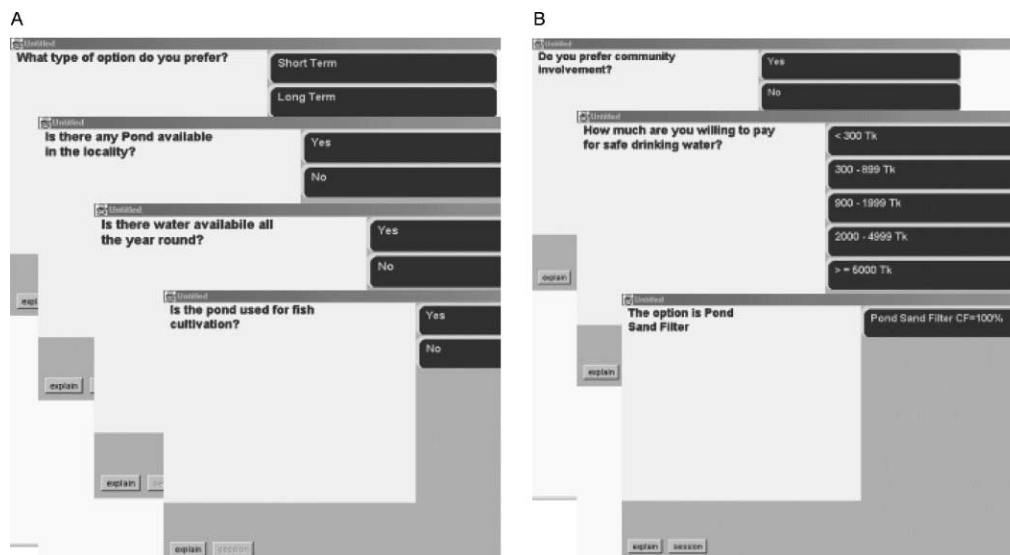 A
Untitled
What type of option do you prefer?
Short Term
Long Term
Untitled
Is there any Pond available
in the locality?
Yes
No
Untitled
Is there water availabile all
the year round?
Yes
No
Untitled
Is the pond used for fish
cultivation?
Yes
No
expl
explain
explain
explain
session
B
Untitled
Do you prefer community
involvement?
Yes
No
Untitled
How much are you willing to pay
for safe drinking water?
< 300 Tk
300 - 899 Tk
900 - 1999 Tk
2000 - 4999 Tk
> = 5000 Tk
explain
Untitled
The option is Pond
Sand Filter
Pond Sand Filter CF=100%
explain
explain
session